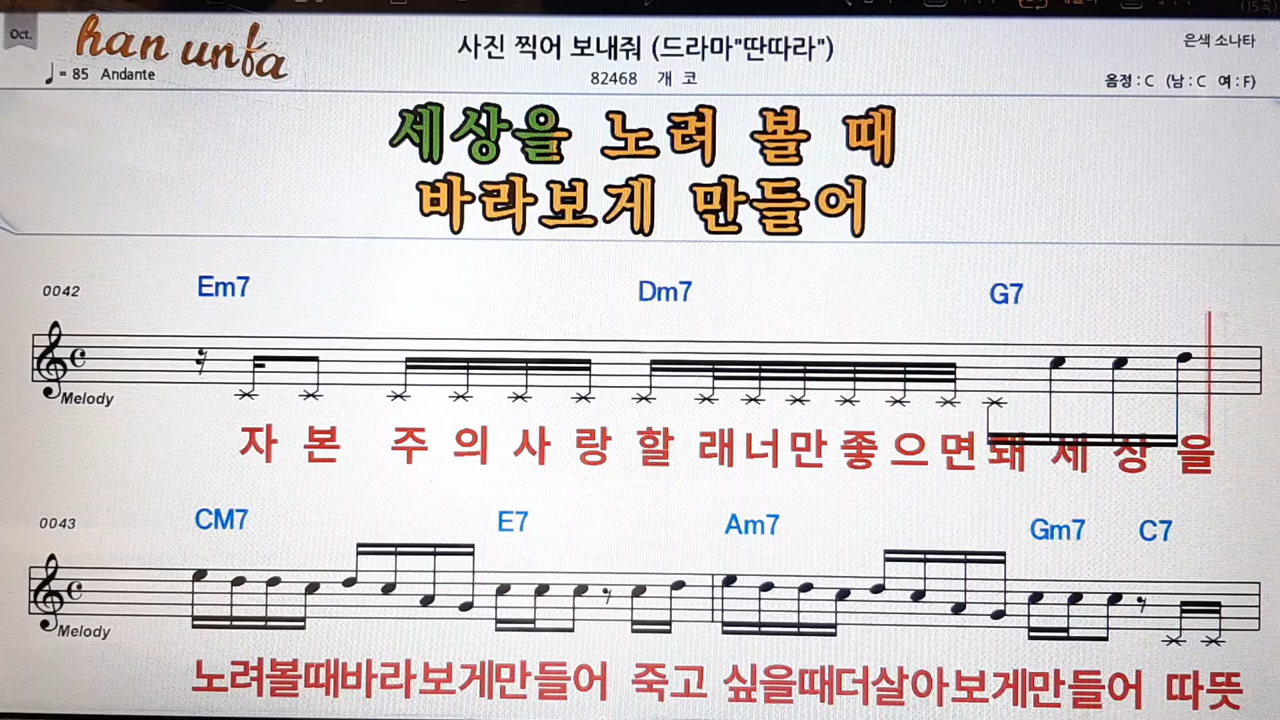 Oct.
han unfa
= 85 Andante
사진 찍어 보내줘 (드라마"딴따라")
82468 개 코
은색 소나타
음정 : C (남 : C 여 : F)
세상을 노려 볼 때
바라보게 만들어
0042
Em7 Dm7 G7
Melody
자 본 주 의 사 랑 할 래 너 만 좋 으 면 돼 세 상 을
0043
CM7 E7 Am7 Gm7 C7
Melody
노려볼때바라보게만들어 죽고 싶을때더살아보게만들어 따뜻